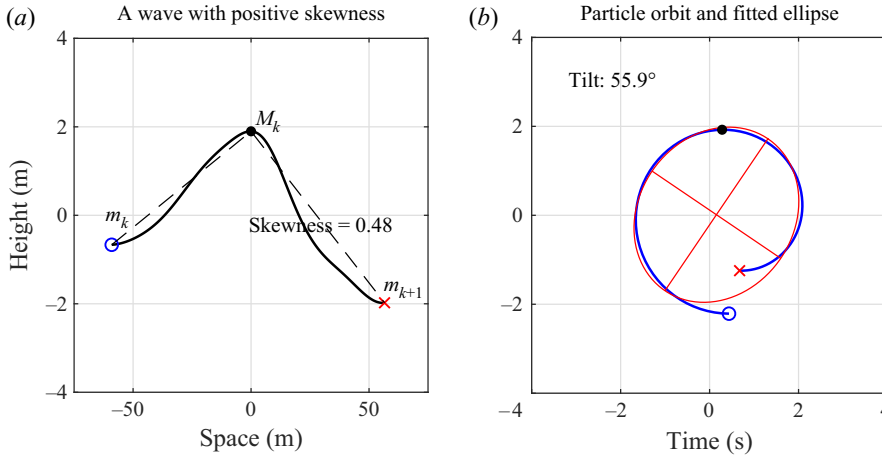 (a) A wave with positive skewness
4
2
0
–2
–4
Height (m)
M_k
m_k
Skewness = 0.48
m_{k+1}
–50 0 50
Space (m)
(b) Particle orbit and fitted ellipse
4
2
0
–2
–4
Tilt: 55.9°
–4 –2 0 2 4
Time (s)